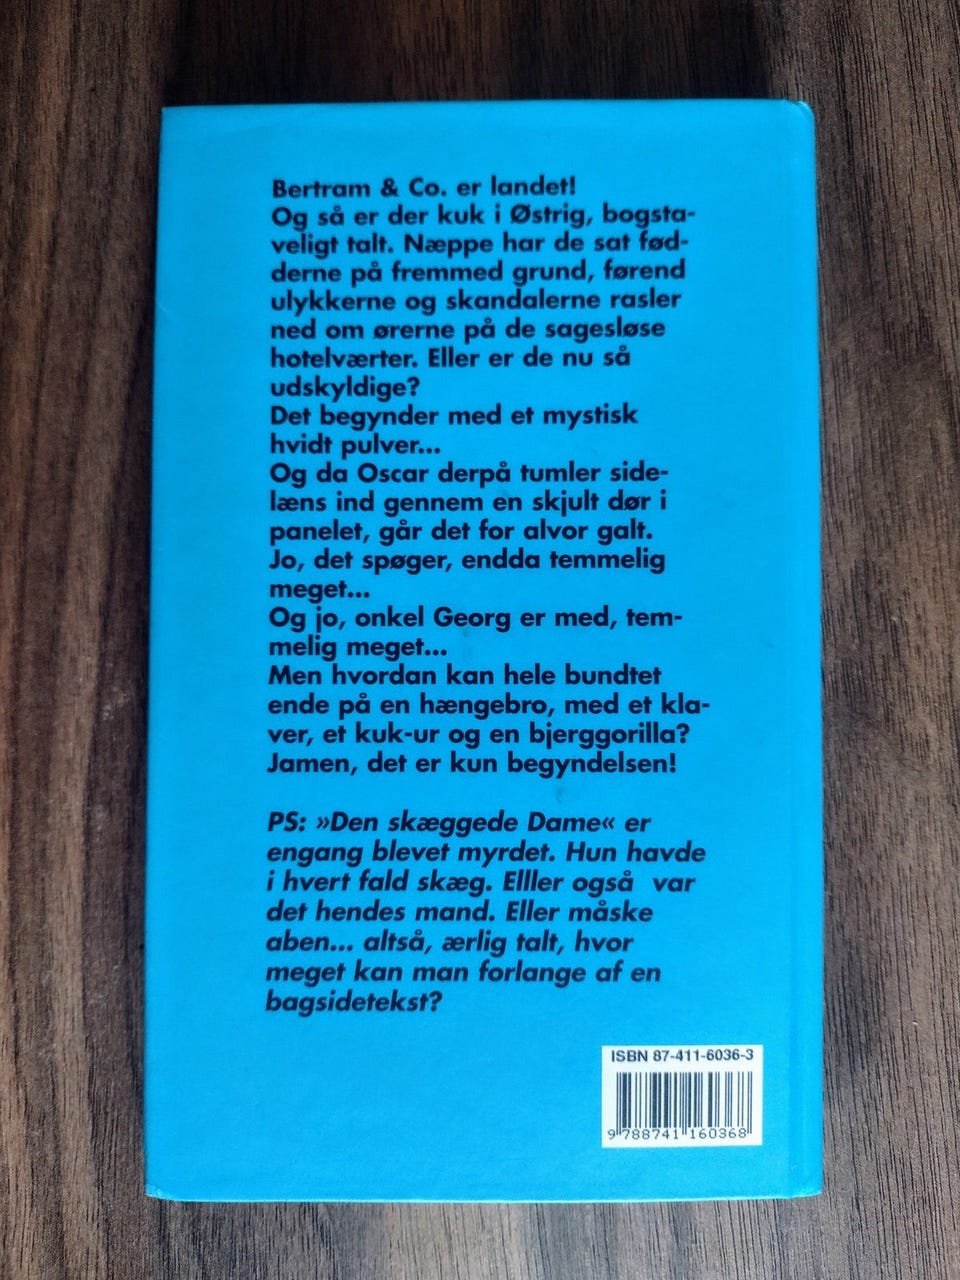 Bertram & Co. er landet!
Og så er der kuk i Østrig, bogsta-
veligt talt. Næppe har de sat fød-
derne på fremmed grund, førend
ulykkerne og skandalerne rasler
ned om ørerne på de sagesløse
hotelværter. Eller er de nu så
udskyldige?
Det begynder med et mystisk
hvidt pulver...
Og da Oscar derpå tumler side-
læns ind gennem en skjult dør i
panelet, går det for alvor galt.
Jo, det spøger, endda temmelig
meget...
Og jo, onkel Georg er med, tem-
melig meget...
Men hvordan kan hele bundtet
ende på en hængebro, med et kla-
ver, et kuk-ur og en bjerggorilla?
Jamen, det er kun begyndelsen!
PS: »Den skæggede Dame« er
engang blevet myrdet. Hun havde
i hvert fald skæg. Elller også var
det hendes mand. Eller måske
aben... altså, ærlig talt, hvor
meget kan man forlange af en
bagsidetekst?
ISBN 87-411-6036-3
9 788741 160368